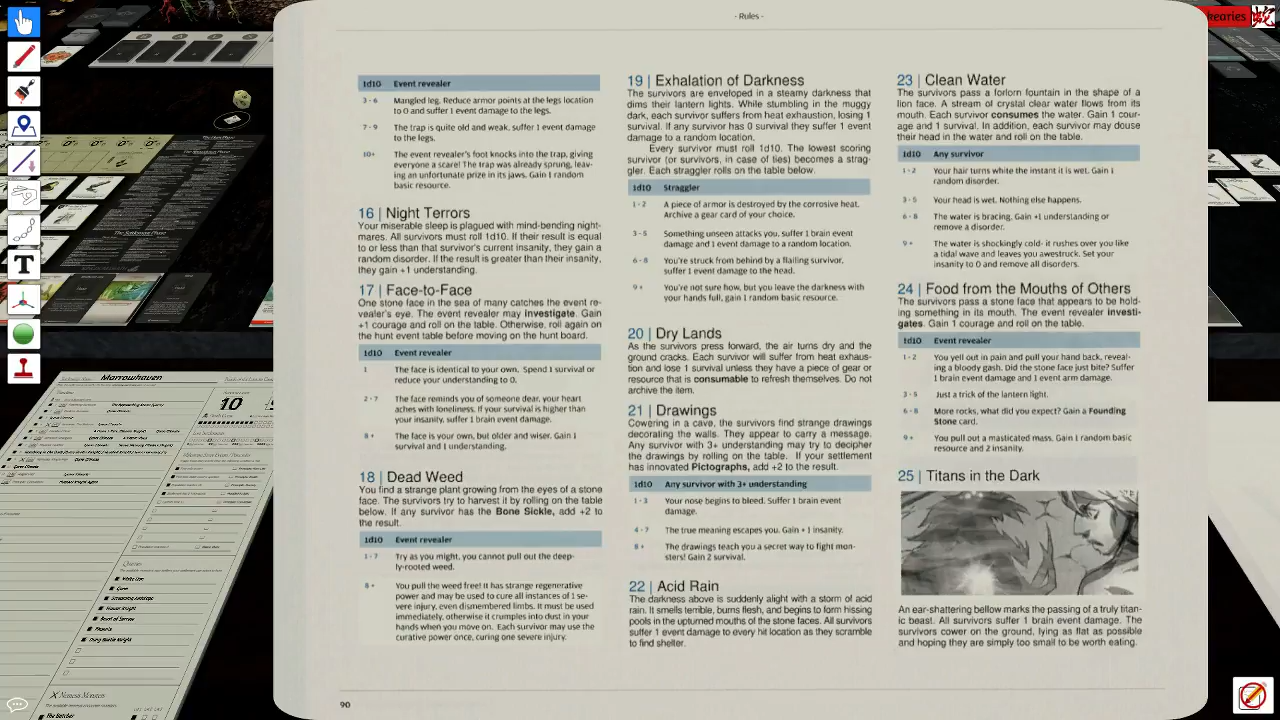 - Rules -
1d10 Event revealer
3 - 6 Mangled leg. Reduce armor points at the legs location
to 0 and suffer 1 event damage to the legs.
7 - 9 The trap is quite old and weak, suffer 1 event damage
to the legs.
10+ The event revealer's foot knocks into the trap, giving
everyone a scare! The trap was already sprung, leav-
ing an unfortunate prize in its jaws. Gain 1 random
basic resource.
16 | Night Terrors
Your miserable sleep is plagued with mind-bending night-
mares. All survivors must roll 1d10. If their result is equal
to or less than that survivor's current insanity, they gain a
random disorder. If the result is greater than their insanity,
they gain +1 understanding.
17 | Face-to-Face
One stone face in the sea of many catches the event re-
vealer's eye. The event revealer may investigate. Gain
+1 courage and roll on the table. Otherwise, roll again on
the hunt event table before moving on the hunt board.
1d10 Event revealer
1 The face is identical to your own. Spend 1 survival or
reduce your understanding to 0.
2 - 7 The face reminds you of someone dear, your heart
aches with loneliness. If your survival is higher than
your insanity, suffer 1 brain event damage.
8+ The face is your own, but older and wiser. Gain 1
survival and 1 understanding.
18 | Dead Weed
You find a strange plant growing from the eyes of a stone
face. The survivors try to harvest it by rolling on the table
below. If any survivor has the Bone Sickle, add +2 to
the result.
1d10 Event revealer
1 - 7 Try as you might, you cannot pull out the deep-
ly-rooted weed.
8 + You pull the weed free! It has strange regenerative
power and may be used to cure all instances of 1 se-
vere injury, even dismembered limbs. It must be used
immediately, otherwise it crumples into dust in your
hands when you move on. Each survivor may use the
curative power once, curing one severe injury.
90
19 | Exhalation of Darkness
The survivors are enveloped in a steamy darkness that
dims their lantern lights. While stumbling in the muggy
dark, each survivor suffers from heat exhaustion, losing 1
survival. If any survivor has 0 survival they suffer 1 event
damage to a random location.
Every survivor must roll 1d10. The lowest scoring
survivor (or survivors, in case of ties) becomes a strag-
gler. Each straggler rolls on the table below.
1d10 Straggler
1 - 2 A piece of armor is destroyed by the corrosive heat.
Archive a gear card of your choice.
3 - 5 Something unseen attacks you, suffer 1 brain event
damage and 1 event damage to a random location.
6 - 8 You're struck from behind by a flailing survivor,
suffer 1 event damage to the head.
9 + You're not sure how, but you leave the darkness with
your hands full, gain 1 random basic resource.
20 | Dry Lands
As the survivors press forward, the air turns dry and the
ground cracks. Each survivor will suffer from heat exhaus-
tion and lose 1 survival unless they have a piece of gear or
resource that is consumable to refresh themselves. Do not
archive the item.
21 | Drawings
Cowering in a cave, the survivors find strange drawings
decorating the walls. They appear to carry a message.
Any survivor with 3+ understanding may try to decipher
the drawings by rolling on the table. If your settlement
has innovated Pictographs, add +2 to the result.
1d10 Any survivor with 3+ understanding
1 - 3 Your nose begins to bleed. Suffer 1 brain event
damage.
4 - 7 The true meaning escapes you. Gain + 1 insanity.
8 + The drawings teach you a secret way to fight mon-
sters! Gain 2 survival.
22 | Acid Rain
The darkness above is suddenly alight with a storm of acid
rain. It smells terrible, burns flesh, and begins to form hissing
pools in the upturned mouths of the stone faces. All survivors
suffer 1 event damage to every hit location as they scramble
to find shelter.
23 | Clean Water
The survivors pass a forlorn fountain in the shape of a
lion face. A stream of crystal clear water flows from its
mouth. Each survivor consumes the water. Gain 1 cour-
age and 1 survival. In addition, each survivor may douse
their head in the water and roll on the table.
1d10 Any survivor
1 - 2 Your hair turns white the instant it is wet. Gain 1
random disorder.
3 - 5 Your head is wet. Nothing else happens.
6 - 8 The water is bracing. Gain +1 understanding or
remove a disorder.
9 + The water is shockingly cold- it rushes over you like
a tidal wave and leaves you awestruck. Set your
insanity to 0 and remove all disorders.
24 | Food from the Mouths of Others
The survivors pass a stone face that appears to be hold-
ing something in its mouth. The event revealer investi-
gates. Gain 1 courage and roll on the table.
1d10 Event revealer
1 - 2 You yell out in pain and pull your hand back, reveal-
ing a bloody gash. Did the stone face just bite? Suffer
1 brain event damage and 1 event arm damage.
3 - 5 Just a trick of the lantern light.
6 - 8 More rocks, what did you expect? Gain a Founding
Stone card.
9 + You pull out a masticated mass. Gain 1 random basic
resource and 2 insanity.
25 | Titans in the Dark
An ear-shattering bellow marks the passing of a truly titan-
ic beast. All survivors suffer 1 brain event damage. The
survivors cower on the ground, lying as flat as possible
and hoping they are simply too small to be worth eating.
T
Marrowhaven
10
Quarries
White Lion
Phoenix
Nemesis Monsters
The Butcher